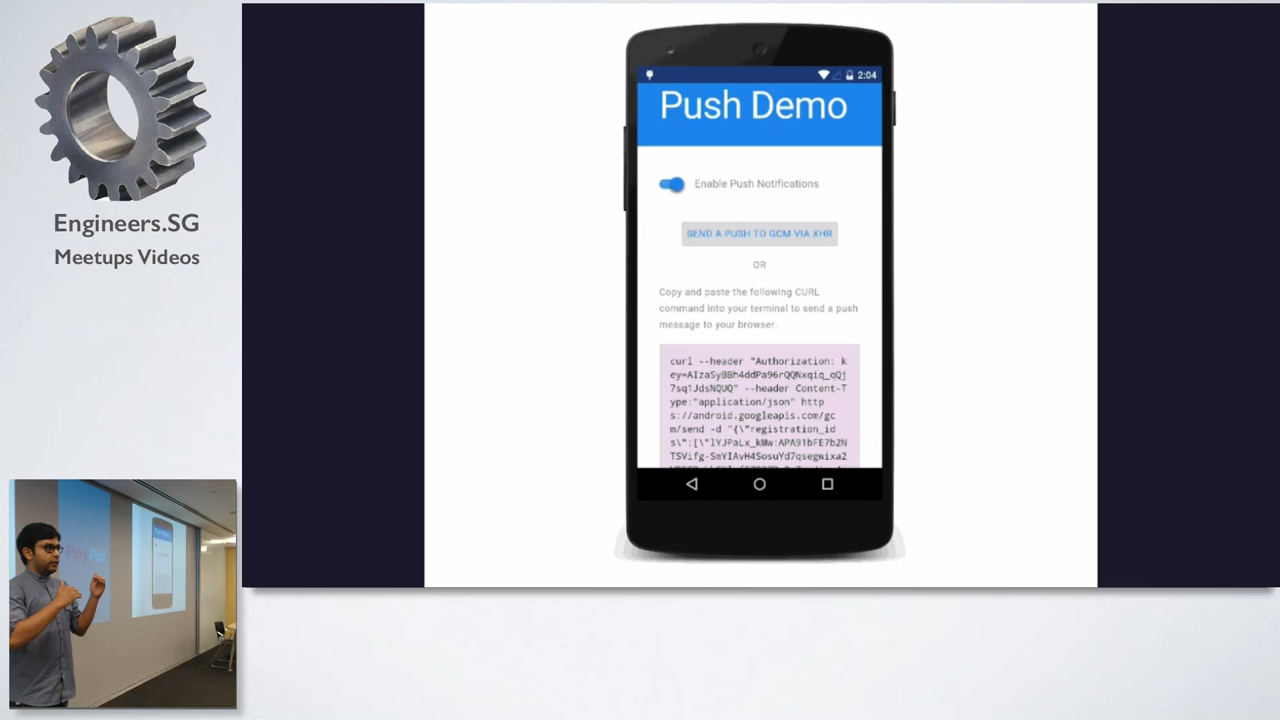 Engineers.SG
Meetups Videos
2:04
Push Demo
Enable Push Notifications
SEND A PUSH TO GCM VIA XHR
OR
Copy and paste the following CURL
command into your terminal to send a push
message to your browser.
curl --header "Authorization: k
ey=AIzaSyBBh4ddPa96rQQNxqiq_qQj
7sq1JdsNQUQ" --header Content-T
ype:"application/json" http
s://android.googleapis.com/gc
m/send -d "{\"registration_id
s\":[\"lYJPaLx_kMw:APA91bFE7b2N
TSVifg-SmYIAvH4SosuYd7qsegwixa2
PayPal